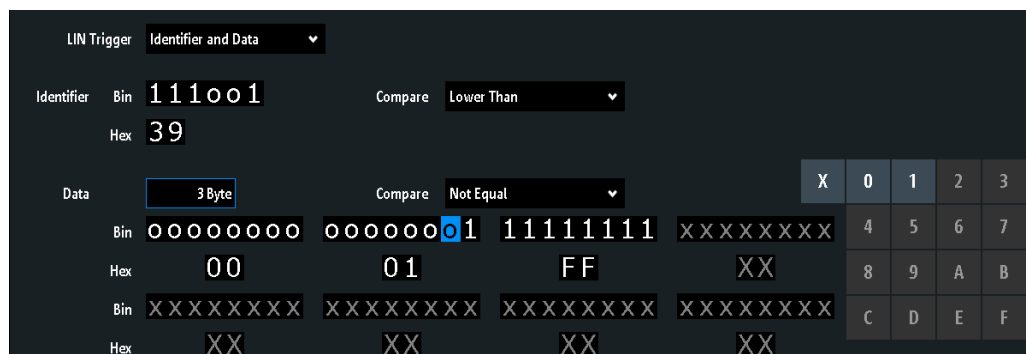 LIN Trigger Identifier and Data
Identifier Bin 111001 Compare Lower Than
Hex 39
Data 3 Byte Compare Not Equal
X 0 1 2 3
Bin 00000000 00000001 11111111 XXXXXXXX
4 5 6 7
Hex 00 01 FF XX
8 9 A B
Bin XXXXXXXX XXXXXXXX XXXXXXXX XXXXXXXX
C D E F
Hex XX XX XX XX